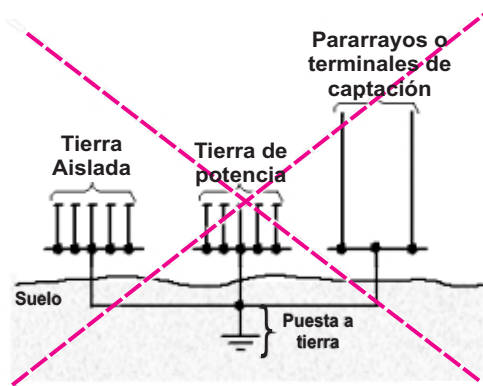 Pararrayos o
terminales de
captación
Tierra
Aislada
Tierra de
potencia
Suelo
Puesta a
tierra